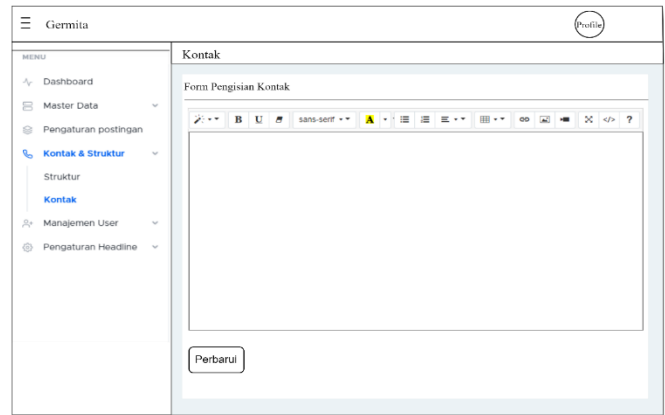 Germita
Profile
MENU
Dashboard
Master Data
Pengaturan postingan
Kontak & Struktur
Struktur
Kontak
Manajemen User
Pengaturan Headline
Kontak
Form Pengisian Kontak
B U sans-serif A </> ?
Perbarui